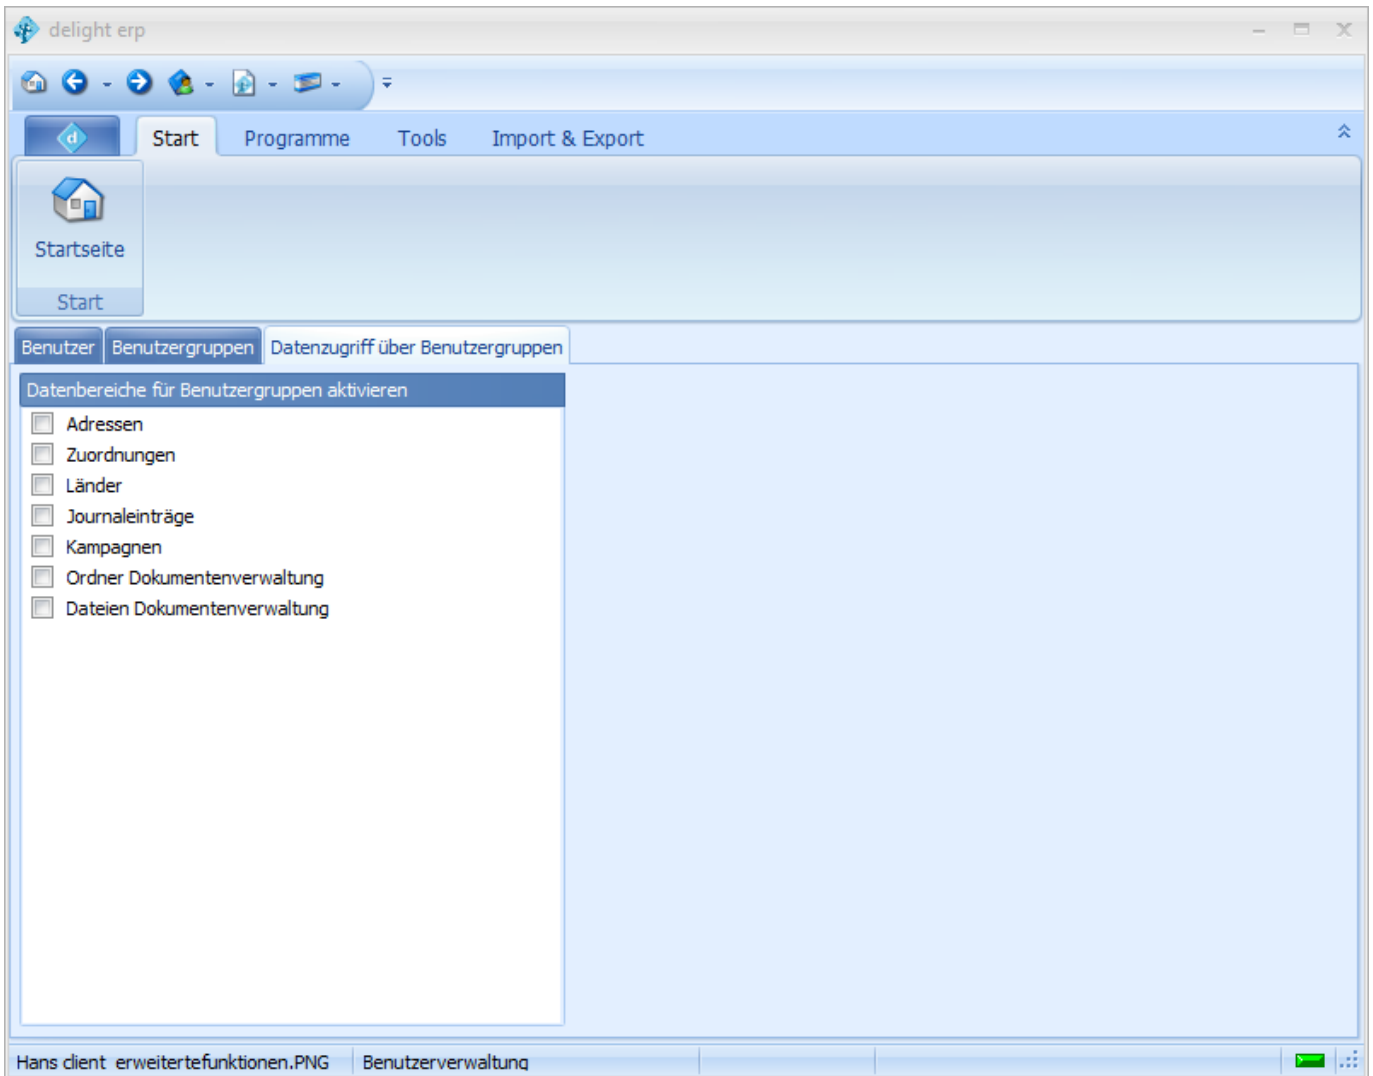 delight erp
Start Programme Tools Import & Export
Startseite
Start
Benutzer Benutzergruppen Datenzugriff über Benutzergruppen
Datenbereiche für Benutzergruppen aktivieren
Adressen
Zuordnungen
Länder
Journaleinträge
Kampagnen
Ordner Dokumentenverwaltung
Dateien Dokumentenverwaltung
Hans client erweitertefunktionen.PNG Benutzerverwaltung